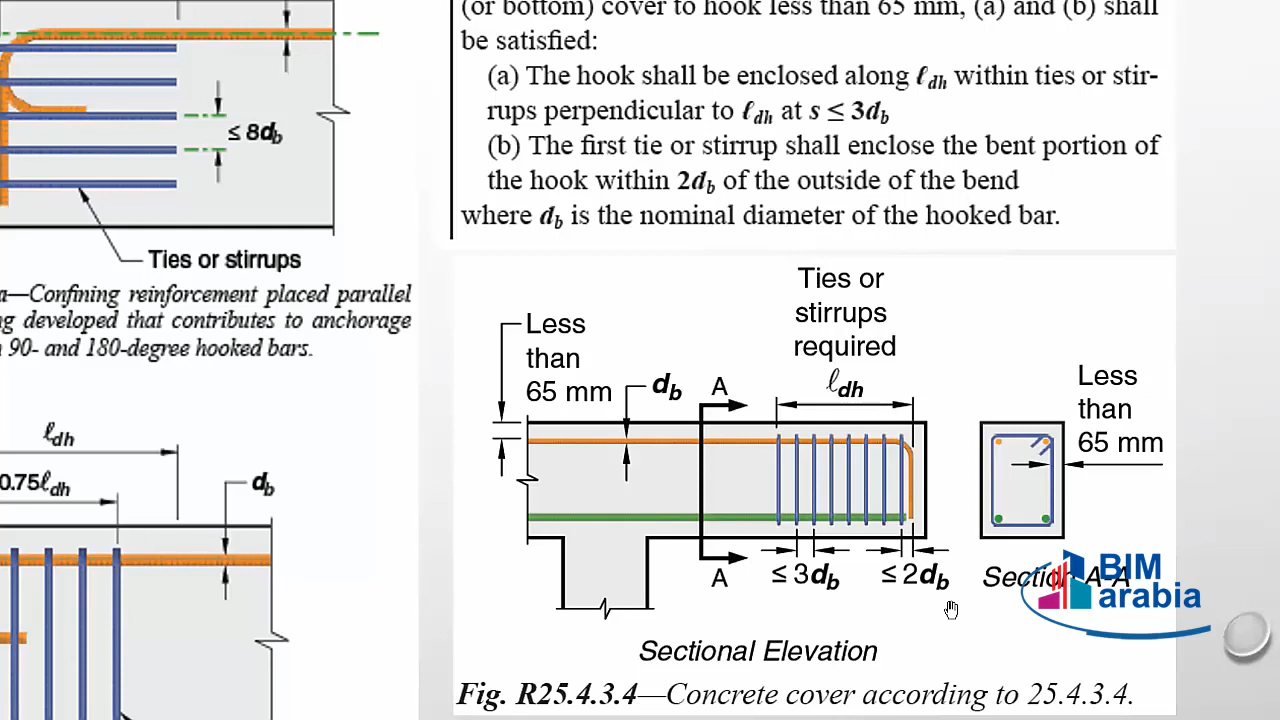 ≤ 8db
Ties or stirrups
a—Confining reinforcement placed parallel
ng developed that contributes to anchorage
90- and 180-degree hooked bars.
ℓdh
0.75ℓdh
db
(or bottom) cover to hook less than 65 mm, (a) and (b) shall
be satisfied:
(a) The hook shall be enclosed along ℓdh within ties or stir-
rups perpendicular to ℓdh at s ≤ 3db
(b) The first tie or stirrup shall enclose the bent portion of
the hook within 2db of the outside of the bend
where db is the nominal diameter of the hooked bar.
Ties or
stirrups
required
Less
than
65 mm
db
A
ℓdh
Less
than
65 mm
A
≤ 3db
≤ 2db
Section A-A
BIM
arabia
Sectional Elevation
Fig. R25.4.3.4—Concrete cover according to 25.4.3.4.